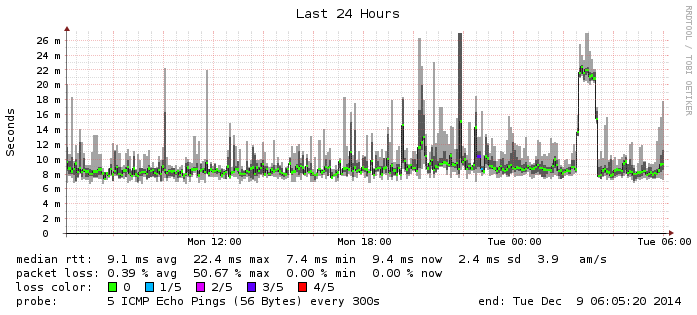 Last 24 Hours
RRDTOOL / TOBI OETIKER
Seconds
26 m
24 m
22 m
20 m
18 m
16 m
14 m
12 m
10 m
8 m
6 m
4 m
2 m
0
Mon 12:00 Mon 18:00 Tue 00:00 Tue 06:00
median rtt: 9.1 ms avg 22.4 ms max 7.4 ms min 9.4 ms now 2.4 ms sd 3.9 am/s
packet loss: 0.39 % avg 50.67 % max 0.00 % min 0.00 % now
loss color: 0 1/5 2/5 3/5 4/5
probe: 5 ICMP Echo Pings (56 Bytes) every 300s end: Tue Dec 9 06:05:20 2014